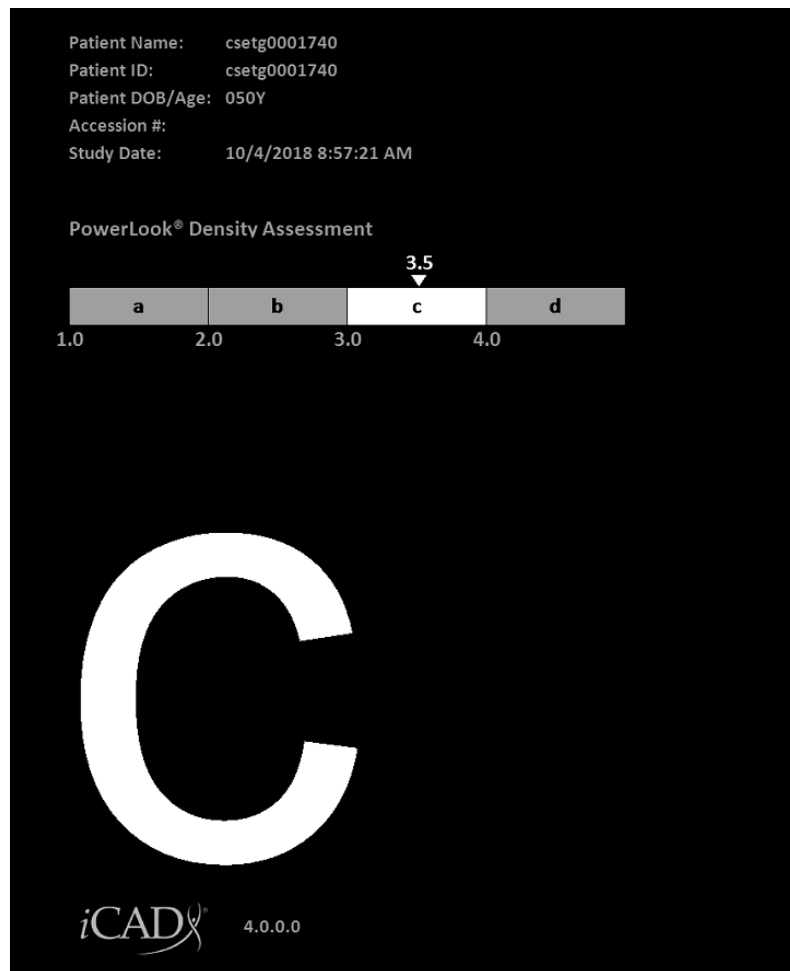 Patient Name: csetg0001740
Patient ID: csetg0001740
Patient DOB/Age: 050Y
Accession #:
Study Date: 10/4/2018 8:57:21 AM
PowerLook® Density Assessment
3.5
a b c d
1.0 2.0 3.0 4.0
C
iCAD® 4.0.0.0